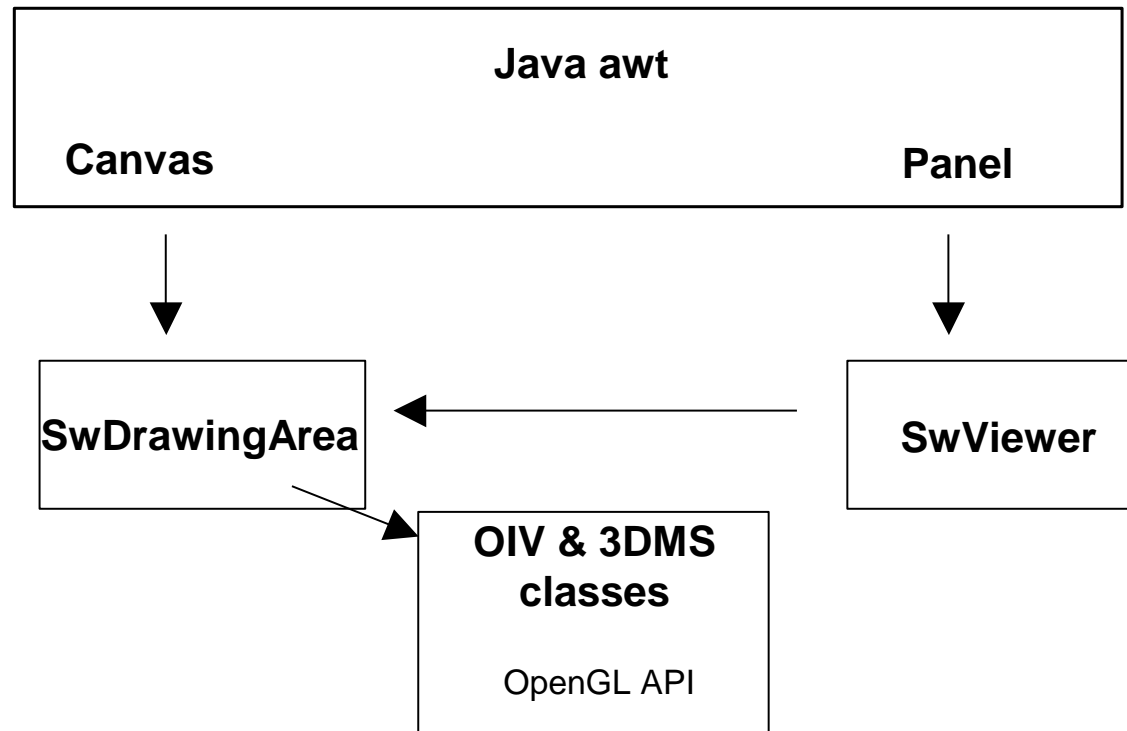 Java awt
Canvas
Panel
SwDrawingArea
SwViewer
OIV & 3DMS
classes
OpenGL API